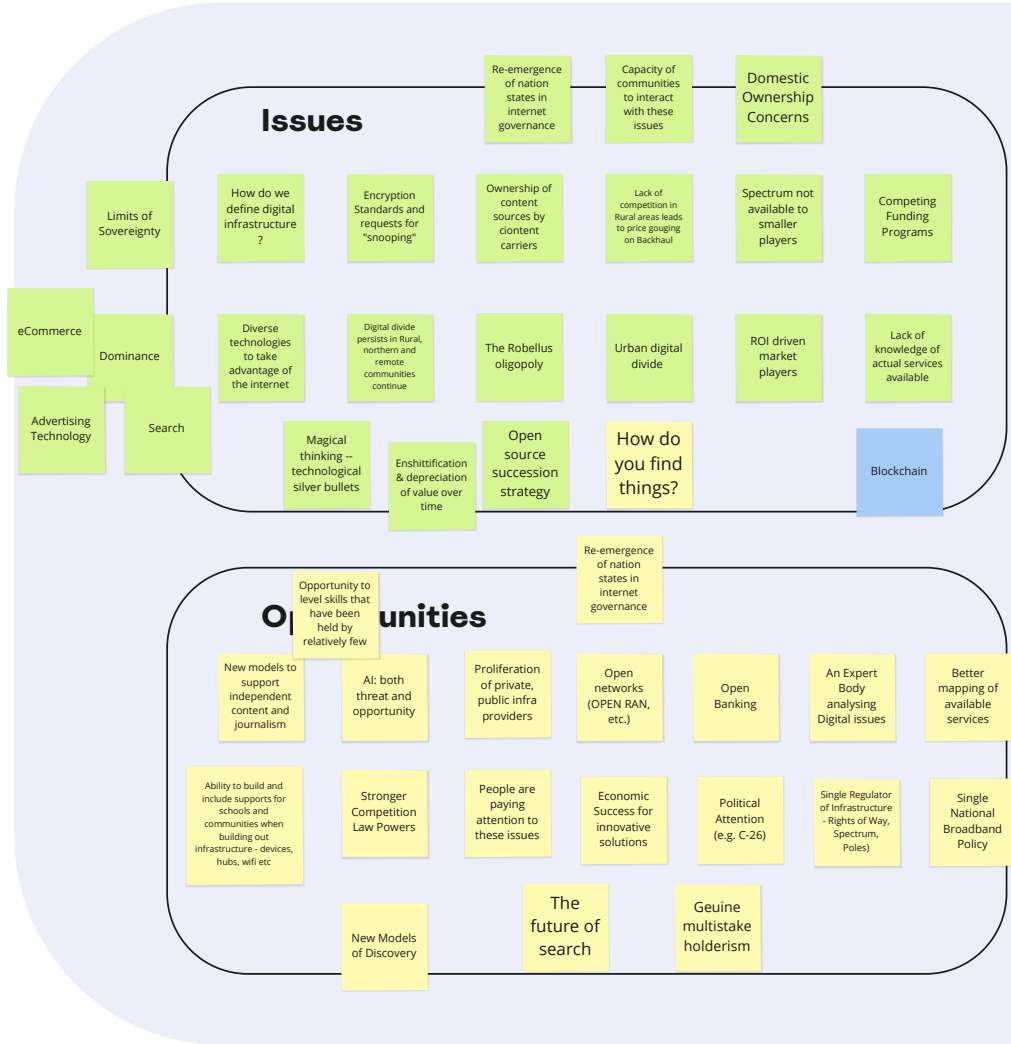 Re-emergence
of nation
states in
internet
governance
Capacity of
communities
to interact
with these
issues
Domestic
Ownership
Concerns
Issues
Limits of
Sovereignty
How do we
define digital
infrastructure
?
Encryption
Standards and
requests for
"snooping"
Ownership of
content
sources by
ciontent
carriers
Lack of
competition in
Rural areas leads
to price gouging
on Backhaul
Spectrum not
available to
smaller
players
Competing
Funding
Programs
eCommerce
Dominance
Advertising
Technology
Search
Diverse
technologies
to take
advantage of
the internet
Digital divide
persists in Rural,
northern and
remote
communities
continue
The Robellus
oligopoly
Urban digital
divide
ROI driven
market
players
Lack of
knowledge of
actual services
available
Magical
thinking --
technological
silver bullets
Enshittification
& depreciation
of value over
time
Open
source
succession
strategy
How do
you find
things?
Blockchain
Re-emergence
of nation
states in
internet
governance
Opportunity to
level skills that
have been
held by
relatively few
Op unities
New models to
support
independent
content and
journalism
AI: both
threat and
opportunity
Proliferation
of private,
public infra
providers
Open
networks
(OPEN RAN,
etc.)
Open
Banking
An Expert
Body
analysing
Digital issues
Better
mapping of
available
services
Ability to build and
include supports for
schools and
communities when
building out
infrastructure - devices,
hubs, wifi etc
Stronger
Competition
Law Powers
People are
paying
attention to
these issues
Economic
Success for
innovative
solutions
Political
Attention
(e.g. C-26)
Single Regulator
of Infrastructure
- Rights of Way,
Spectrum,
Poles)
Single
National
Broadband
Policy
New Models
of Discovery
The
future of
search
Geuine
multistake
holderism